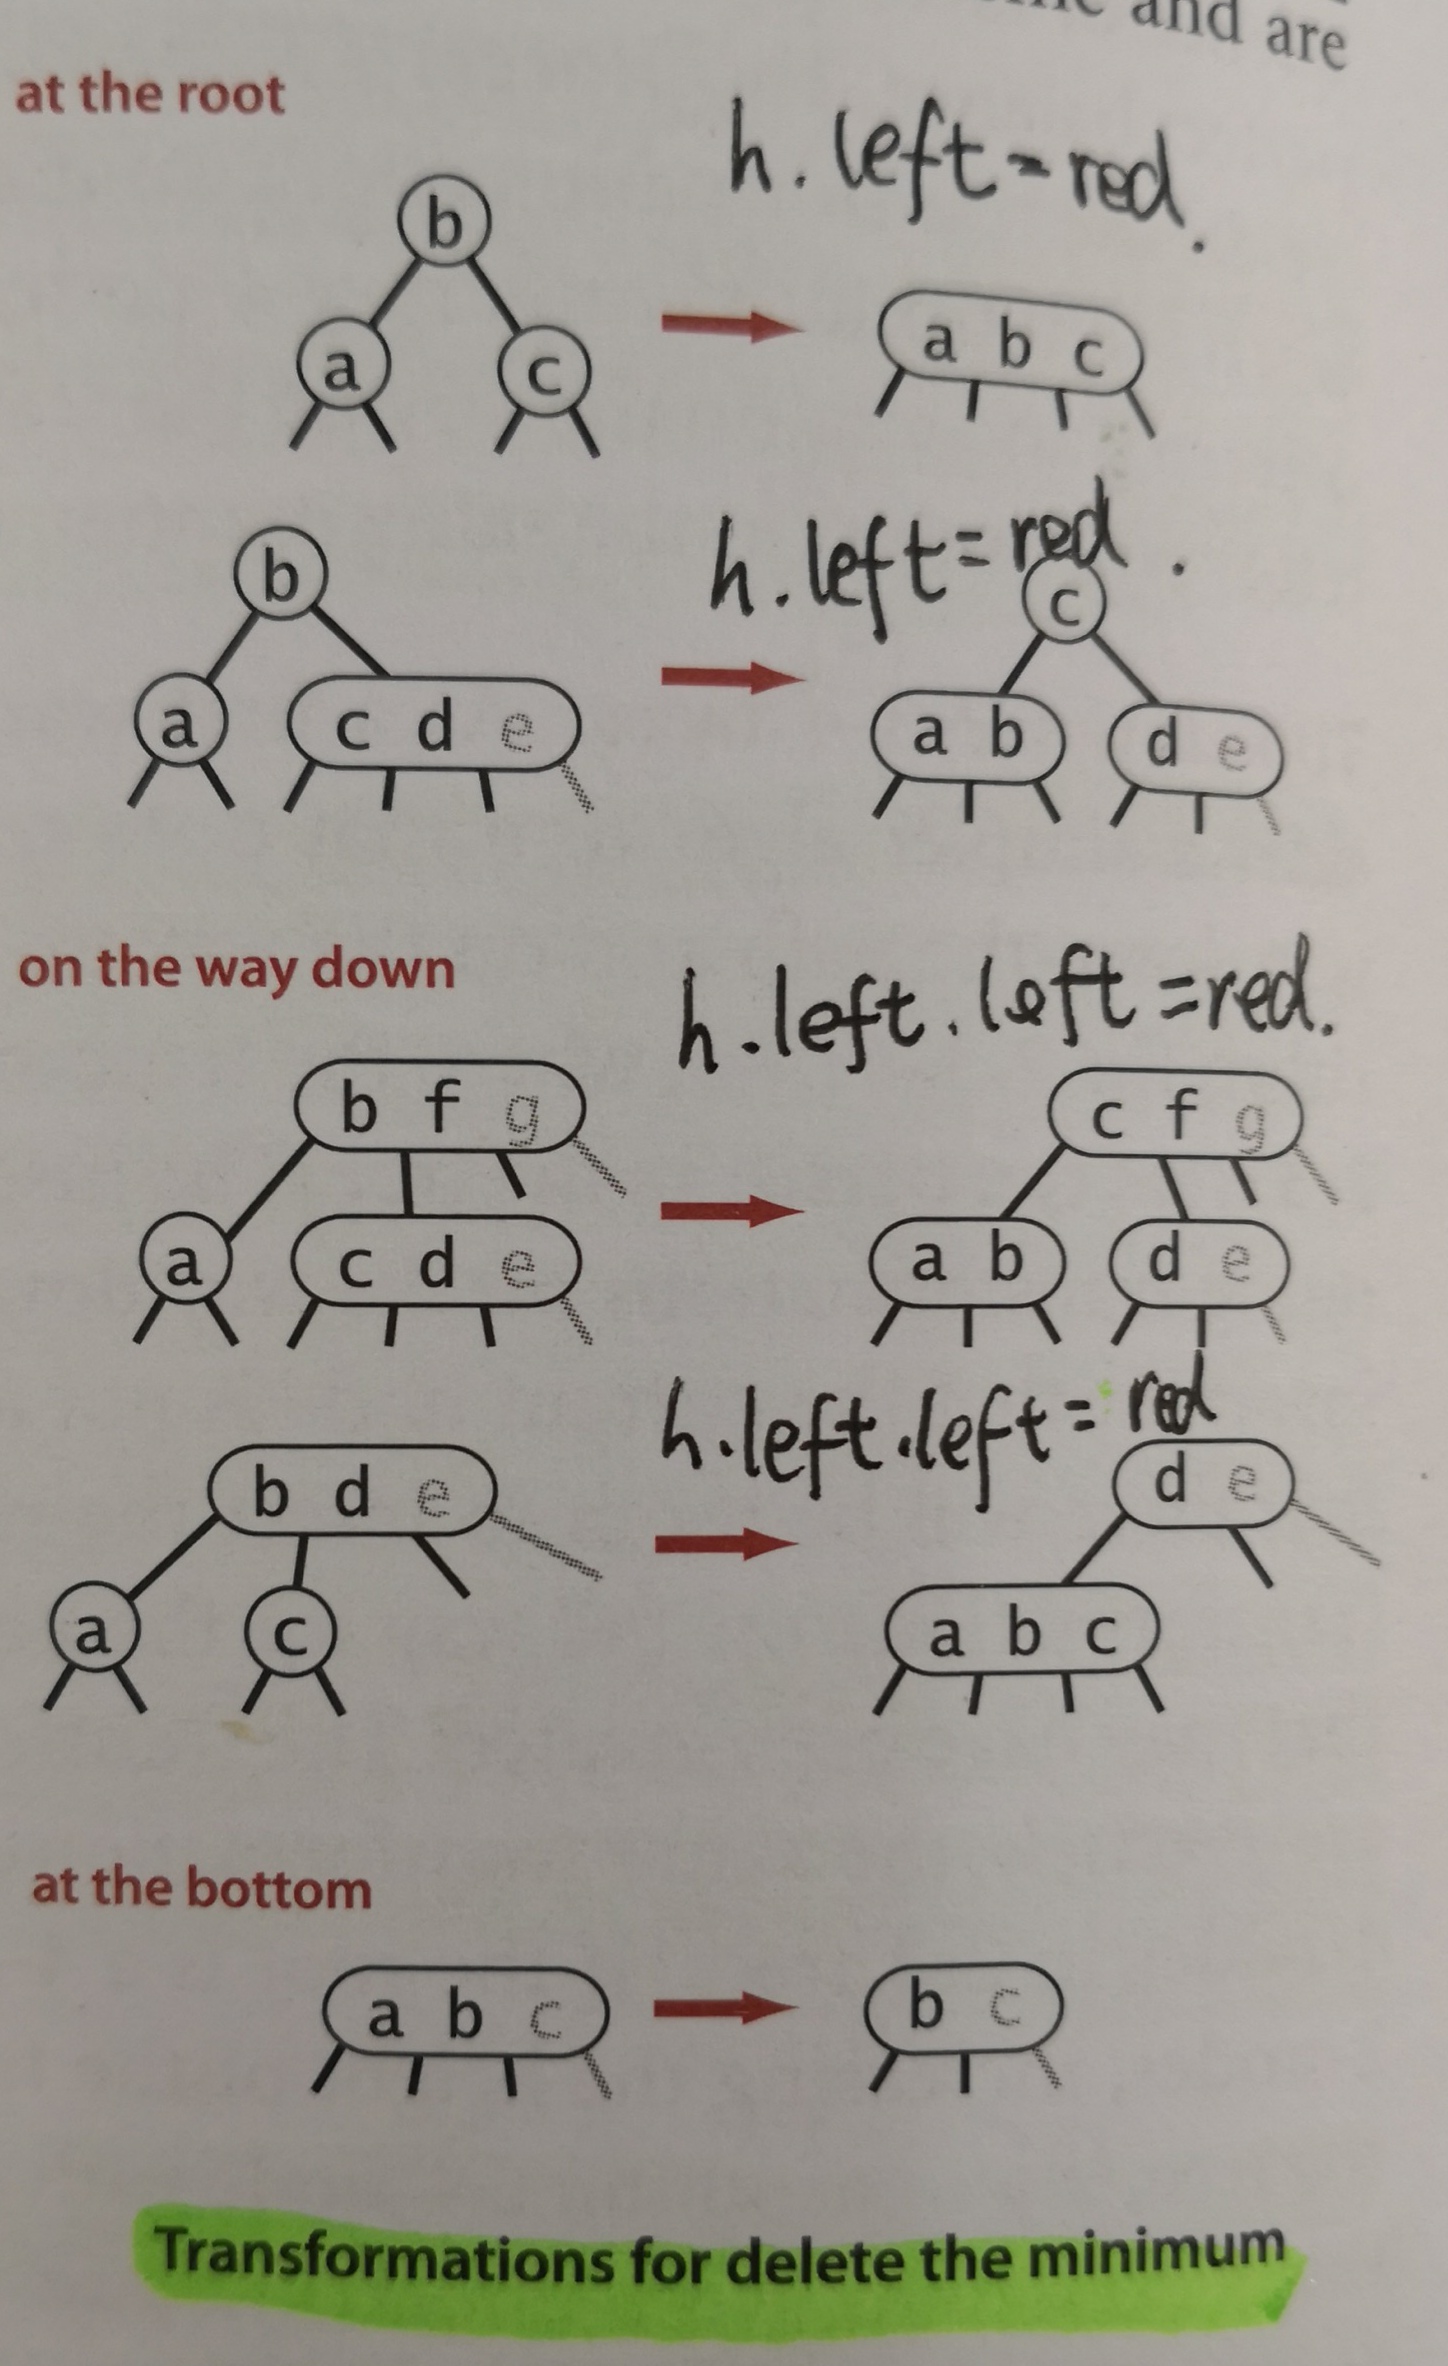 and are
at the root
h.left=red.
b
a c
a b c
h.left=red.
b
c
a
c d e
a b
d e
on the way down
h.left.left=red.
b f g
c f g
a
c d e
a b
d e
h.left.left=red
b d e
d e
a
c
a b c
at the bottom
a b c
b c
Transformations for delete the minimum